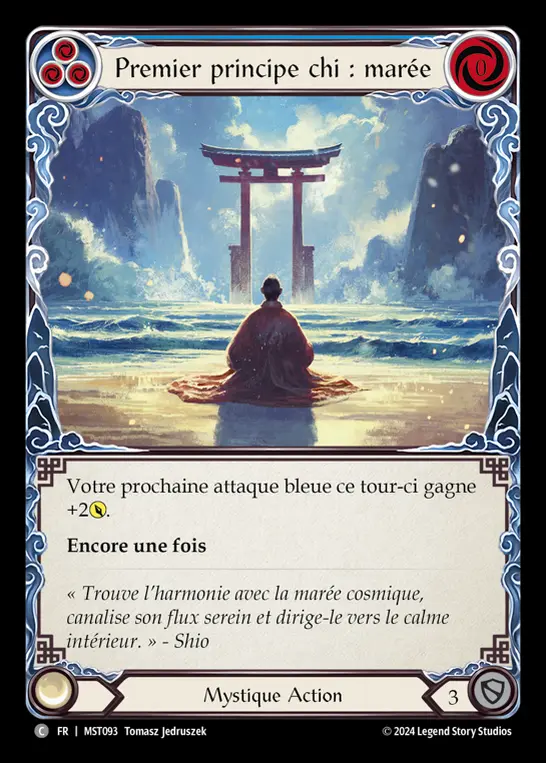 Premier principe chi : marée
0
Votre prochaine attaque bleue ce tour-ci gagne
+2.
Encore une fois
« Trouve l’harmonie avec la marée cosmique,
canalise son flux serein et dirige-le vers le calme
intérieur. » - Shio
Mystique Action
3
C FR | MST093 Tomasz Jedruszek
© 2024 Legend Story Studios